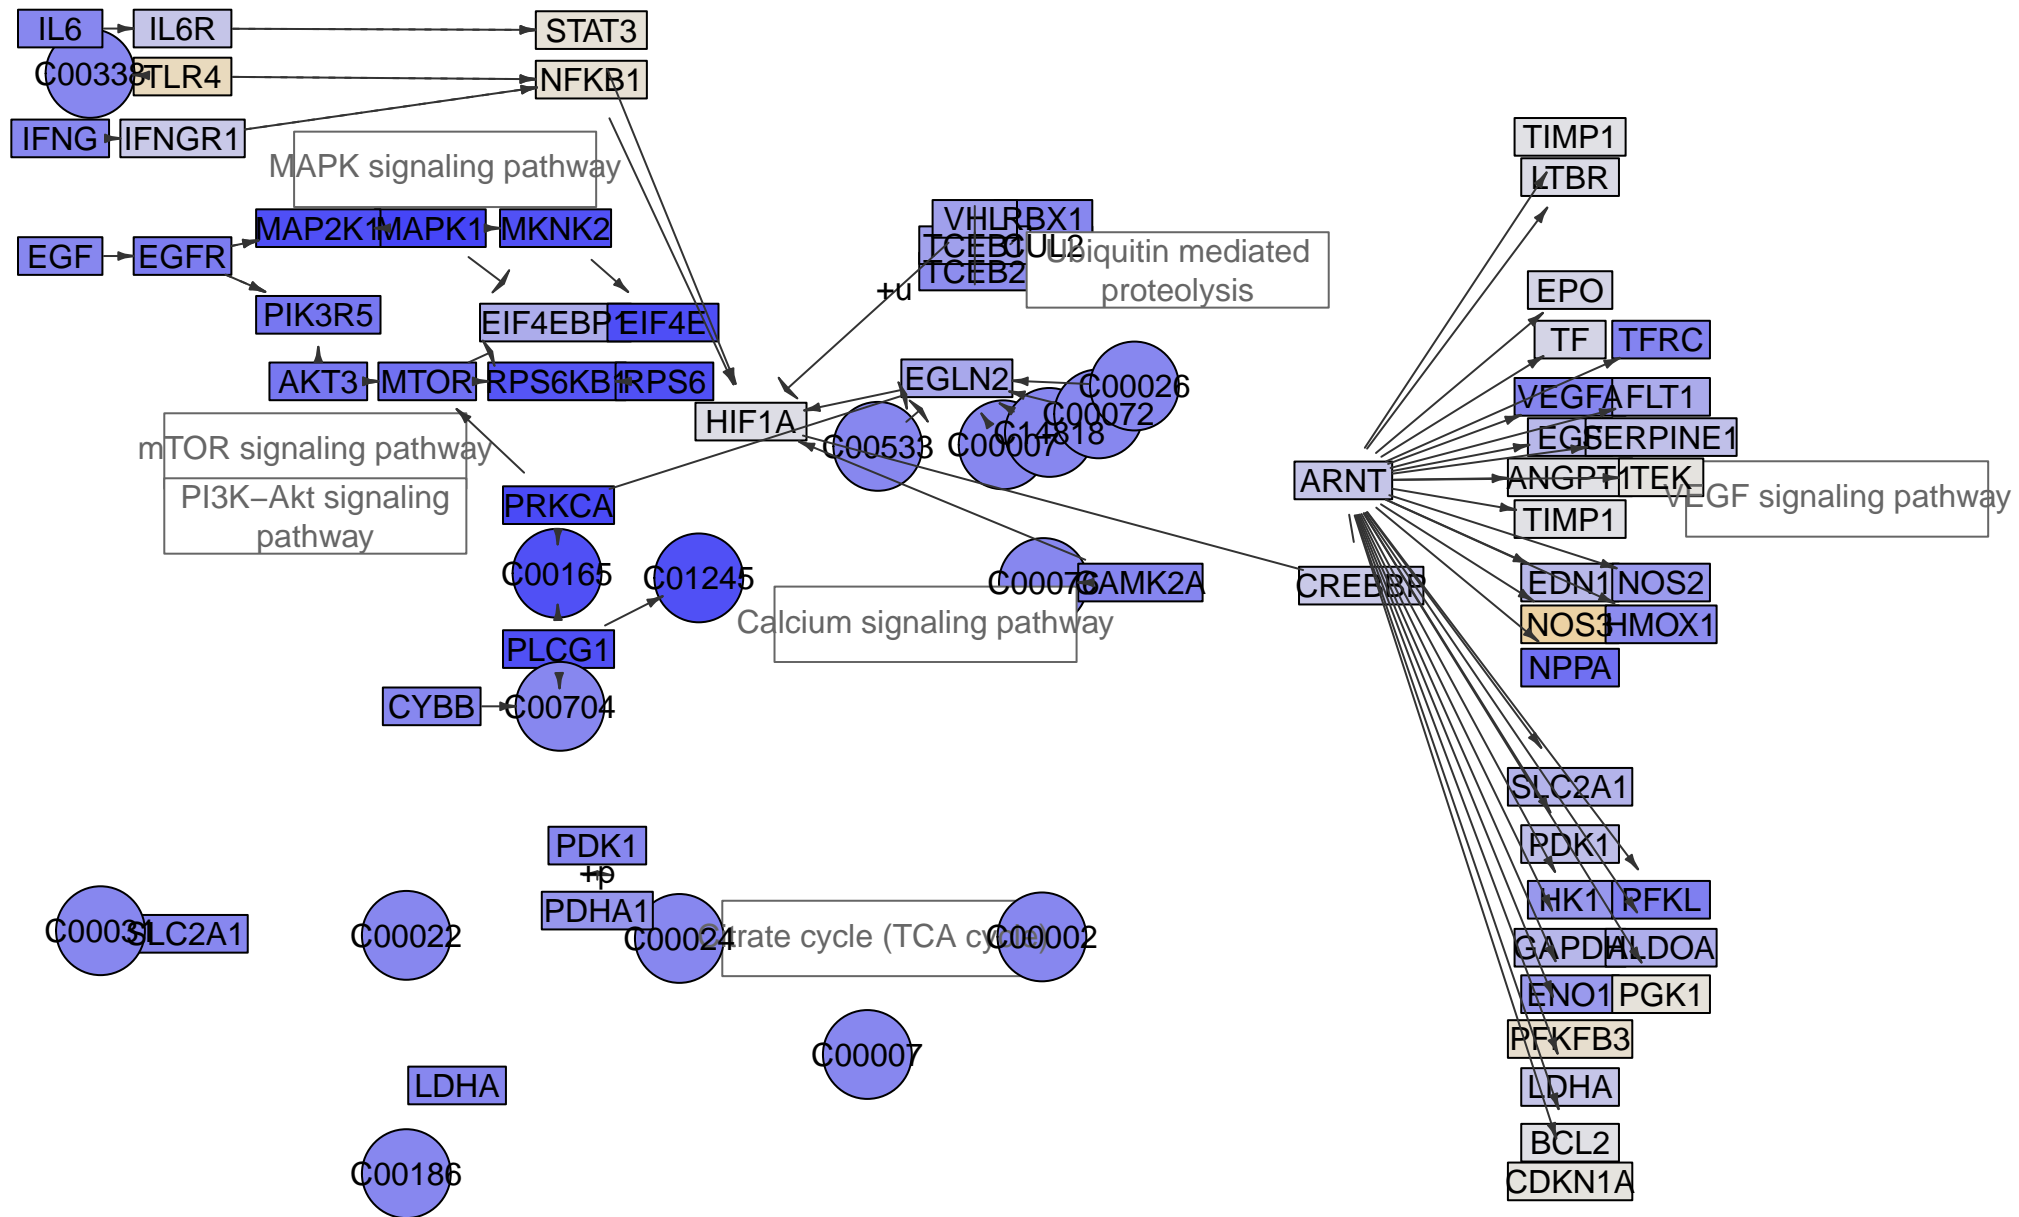 IL6
IL6R
STAT3
C00338
TLR4
NFKB1
IFNG
IFNGR1
MAPK signaling pathway
TIMP1
LTBR
MAP2K1
MAPK1
MKNK2
VHL
RBX1
TCEB1
CUL2
TCEB2
Ubiquitin mediated
proteolysis
EGF
EGFR
+u
EPO
PIK3R5
EIF4EBP1
EIF4E
TF
TFRC
AKT3
MTOR
RPS6KB1
RPS6
EGLN2
C00026
HIF1A
C00072
C14818
C00007
C00533
VEGFA
FLT1
EGF
SERPINE1
mTOR signaling pathway
PI3K–Akt signaling
pathway
ARNT
ANGPT1
TEK
VEGF signaling pathway
PRKCA
TIMP1
C00165
C01245
C00076
CAMK2A
CREBBP
EDN1
NOS2
Calcium signaling pathway
NOS3
HMOX1
PLCG1
NPPA
CYBB
C00704
SLC2A1
PDK1
+p
PDK1
PDHA1
HK1
PFKL
C00031
SLC2A1
C00022
C00024
Citrate cycle (TCA cycle)
C00002
GAPDH
ALDOA
ENO1
PGK1
C00007
PFKFB3
LDHA
LDHA
BCL2
C00186
CDKN1A